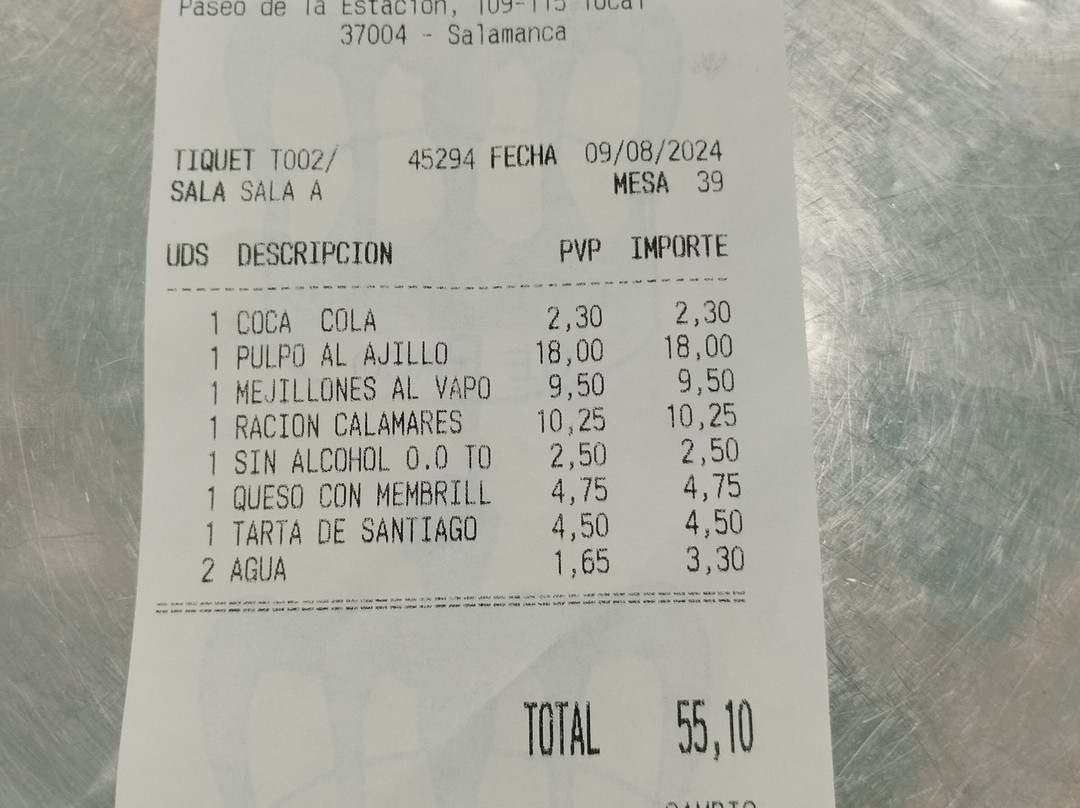 Paseo de la Estación, 109-115 local
37004 - Salamanca
TIQUET T002/ 45294 FECHA 09/08/2024
SALA SALA A MESA 39
UDS DESCRIPCION PVP IMPORTE
1 COCA COLA 2,30 2,30
1 PULPO AL AJILLO 18,00 18,00
1 MEJILLONES AL VAPO 9,50 9,50
1 RACION CALAMARES 10,25 10,25
1 SIN ALCOHOL 0.0 TO 2,50 2,50
1 QUESO CON MEMBRILL 4,75 4,75
1 TARTA DE SANTIAGO 4,50 4,50
2 AGUA 1,65 3,30
TOTAL 55,10
CAMBIO